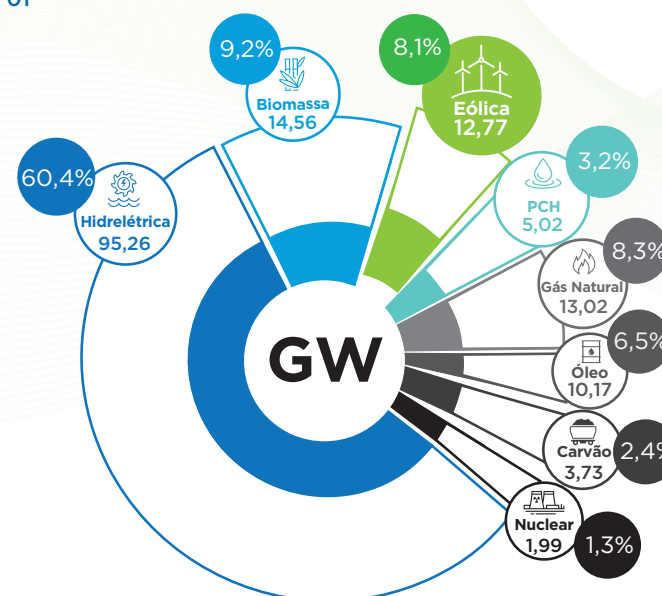 9,2%
Biomassa
14,56
8,1%
Eólica
12,77
3,2%
PCH
5,02
60,4%
Hidrelétrica
95,26
8,3%
Gás Natural
13,02
GW
6,5%
Óleo
10,17
2,4%
Carvão
3,73
Nuclear
1,99
1,3%